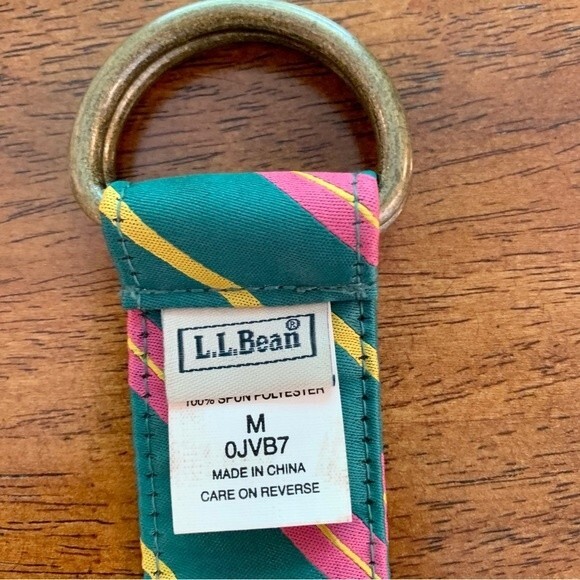 L.L.Bean®
100% SPUN POLYESTER
M
0JVB7
MADE IN CHINA
CARE ON REVERSE